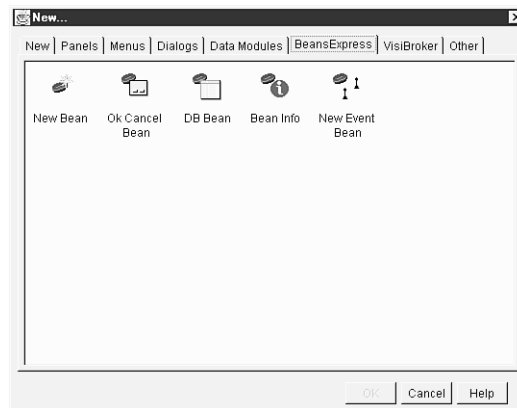 New...
New Panels Menus Dialogs Data Modules BeansExpress VisiBroker Other
New Bean Ok Cancel Bean DB Bean Bean Info New Event Bean
OK Cancel Help